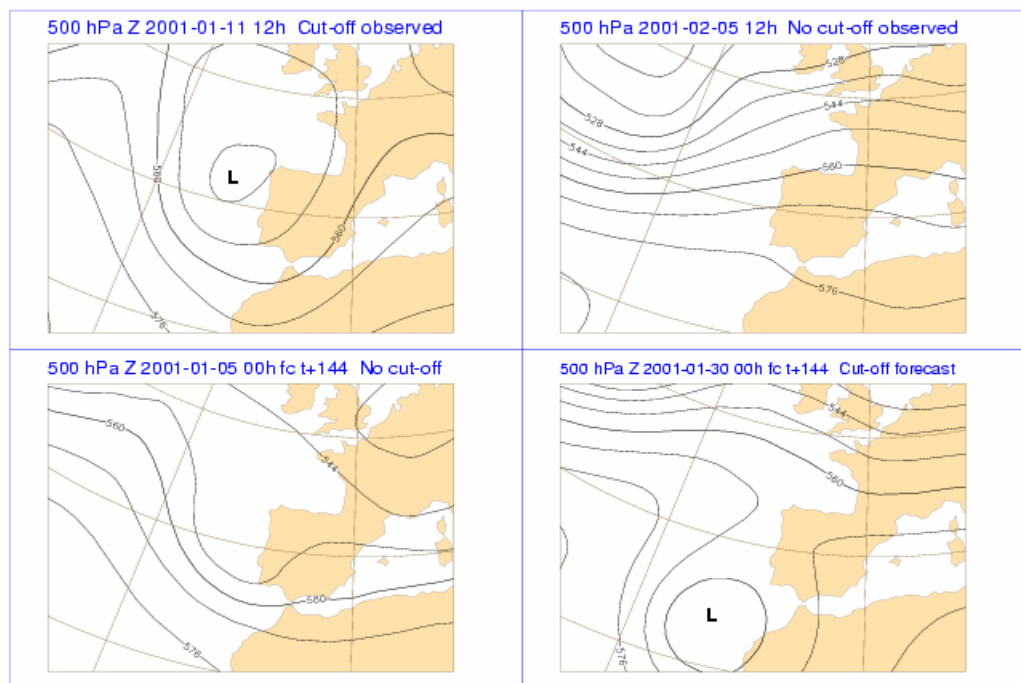 500 hPa Z 2001-01-11 12h Cut-off observed
560
L
560
576
500 hPa Z 2001-02-05 12h No cut-off observed
528
528
544
544
560
576
500 hPa Z 2001-01-05 00h fc t+144 No cut-off
560
544
560
576
500 hPa Z 2001-01-30 00h fc t+144 Cut-off forecast
544
560
L
576